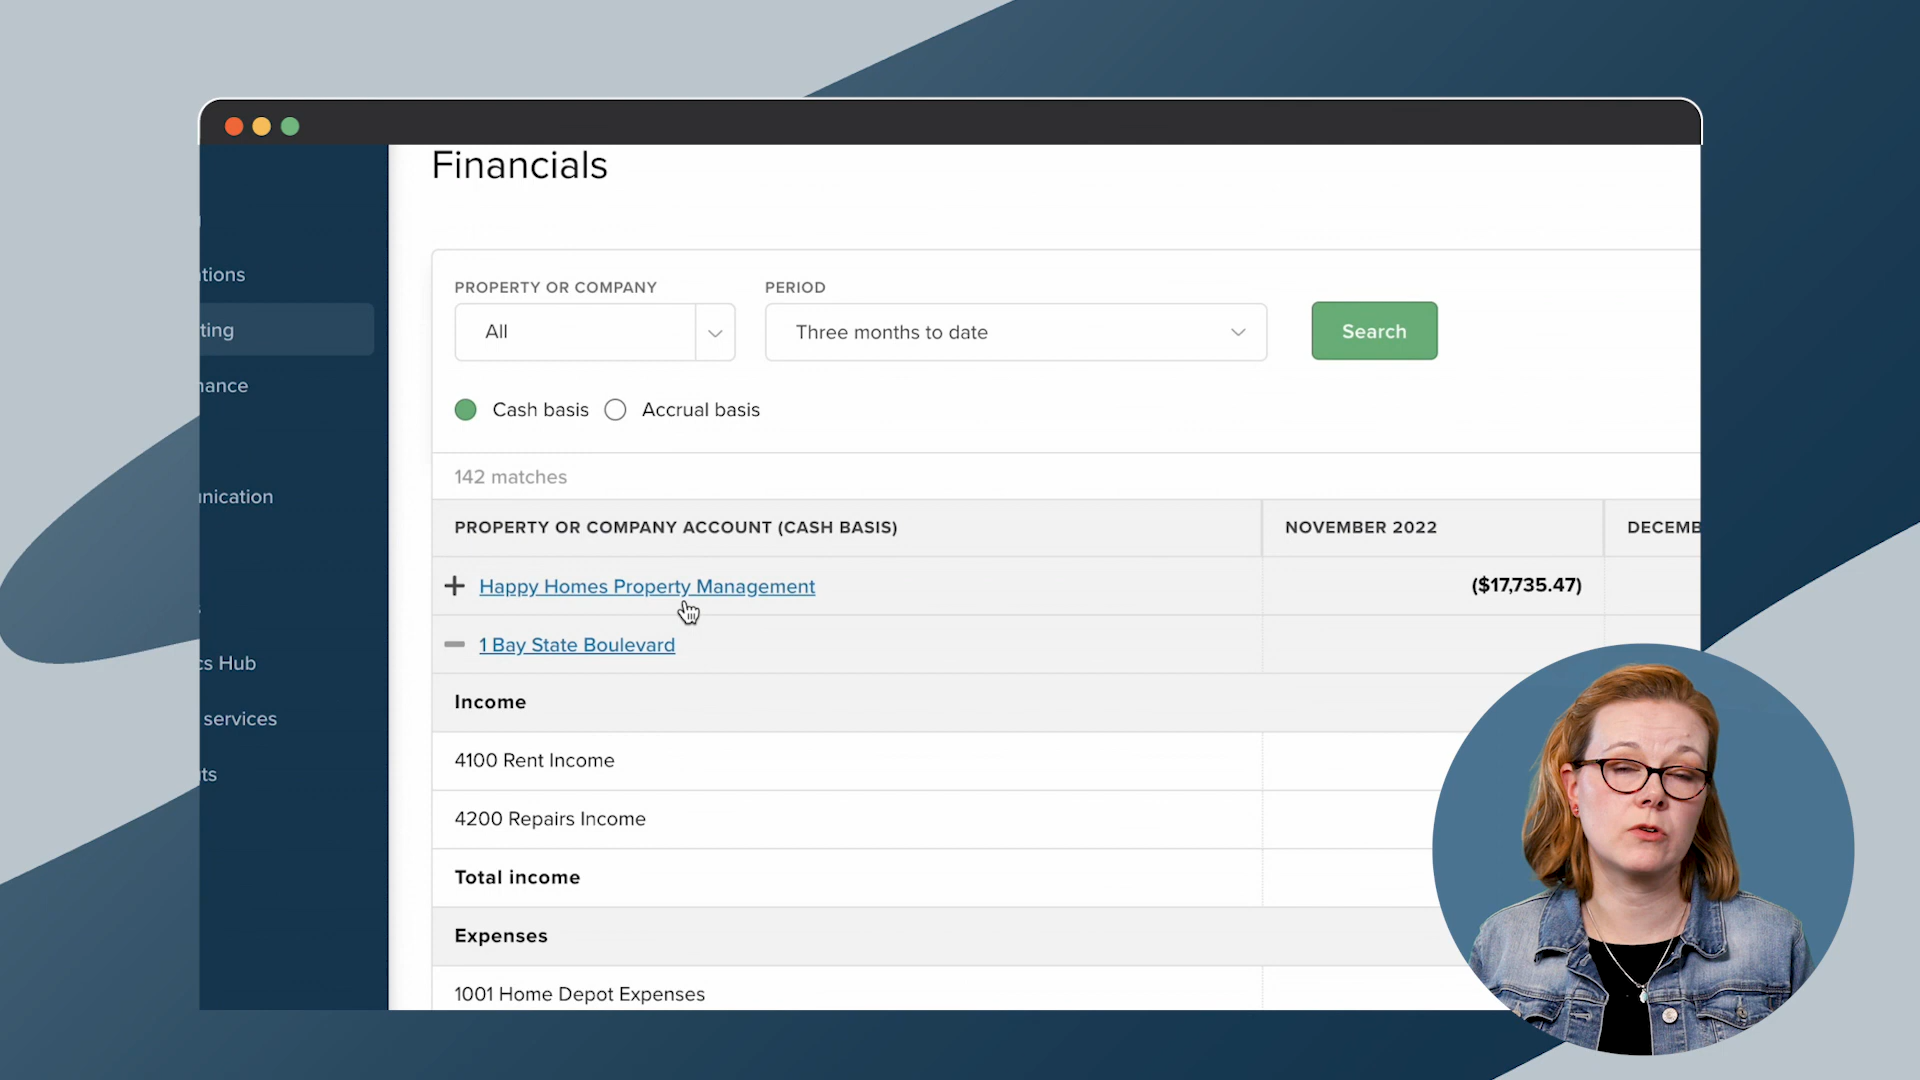 Financials
tions
ting
nance
nication
cs Hub
services
ts
PROPERTY OR COMPANY
PERIOD
All
Three months to date
Search
Cash basis
Accrual basis
142 matches
PROPERTY OR COMPANY ACCOUNT (CASH BASIS)
NOVEMBER 2022
DECEMB
Happy Homes Property Management
($17,735.47)
1 Bay State Boulevard
Income
4100 Rent Income
4200 Repairs Income
Total income
Expenses
1001 Home Depot Expenses